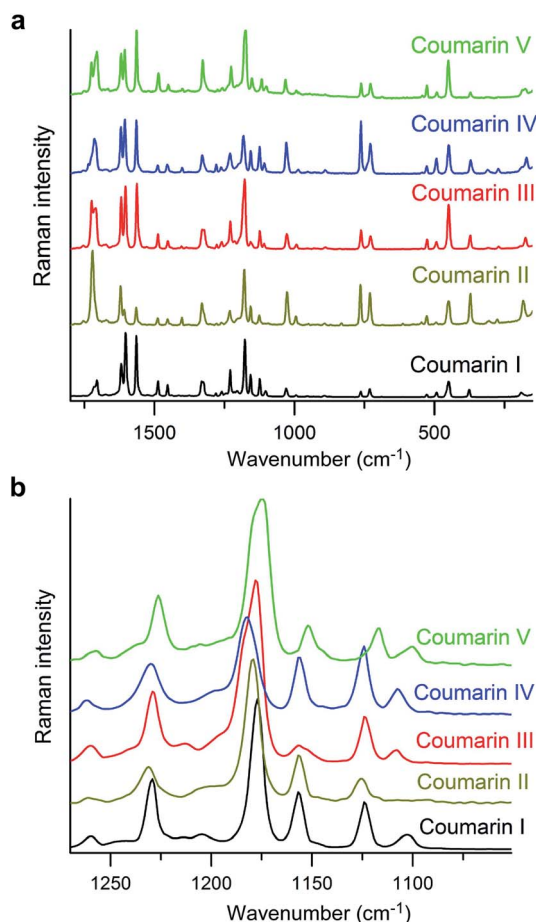 a
Coumarin V
Coumarin IV
Coumarin III
Coumarin II
Coumarin I
Raman intensity
1500 1000 500
Wavenumber (cm⁻¹)
b
Coumarin V
Coumarin IV
Coumarin III
Coumarin II
Coumarin I
Raman intensity
1250 1200 1150 1100
Wavenumber (cm⁻¹)